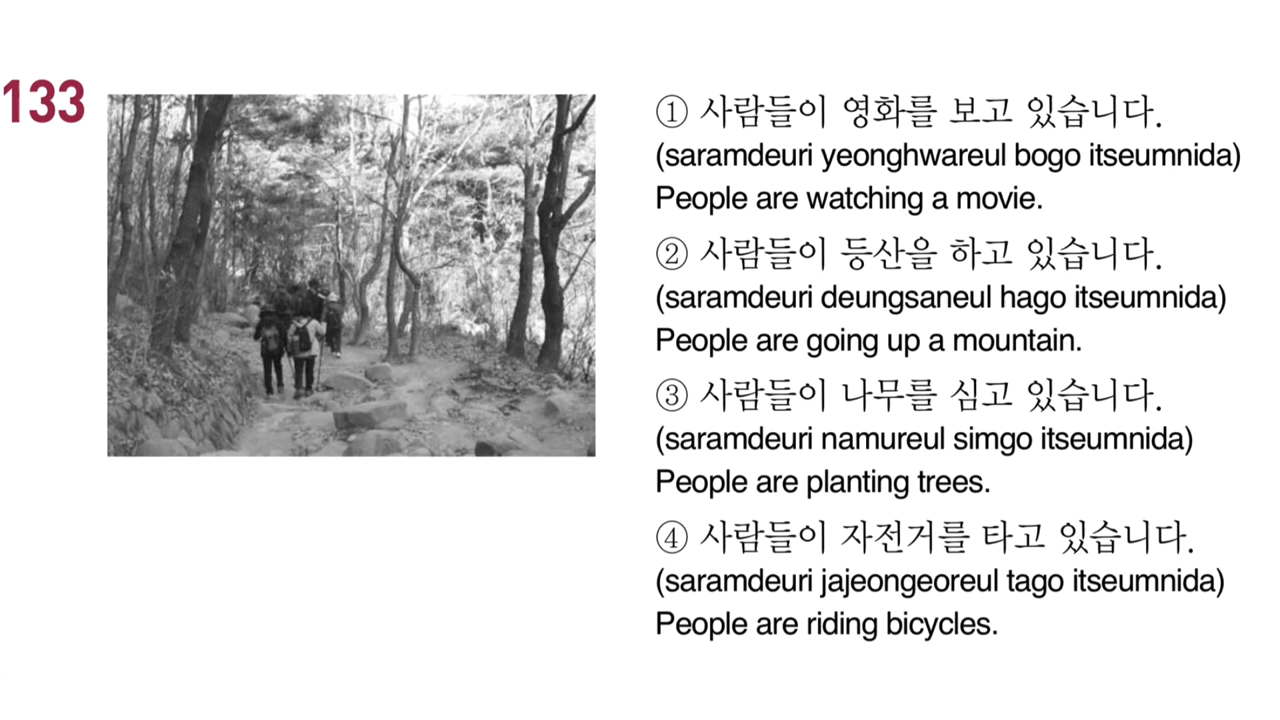 133
① 사람들이 영화를 보고 있습니다.
(saramdeuri yeonghwareul bogo itseumnida)
People are watching a movie.
② 사람들이 등산을 하고 있습니다.
(saramdeuri deungsaneul hago itseumnida)
People are going up a mountain.
③ 사람들이 나무를 심고 있습니다.
(saramdeuri namureul simgo itseumnida)
People are planting trees.
④ 사람들이 자전거를 타고 있습니다.
(saramdeuri jajeongeoreul tago itseumnida)
People are riding bicycles.